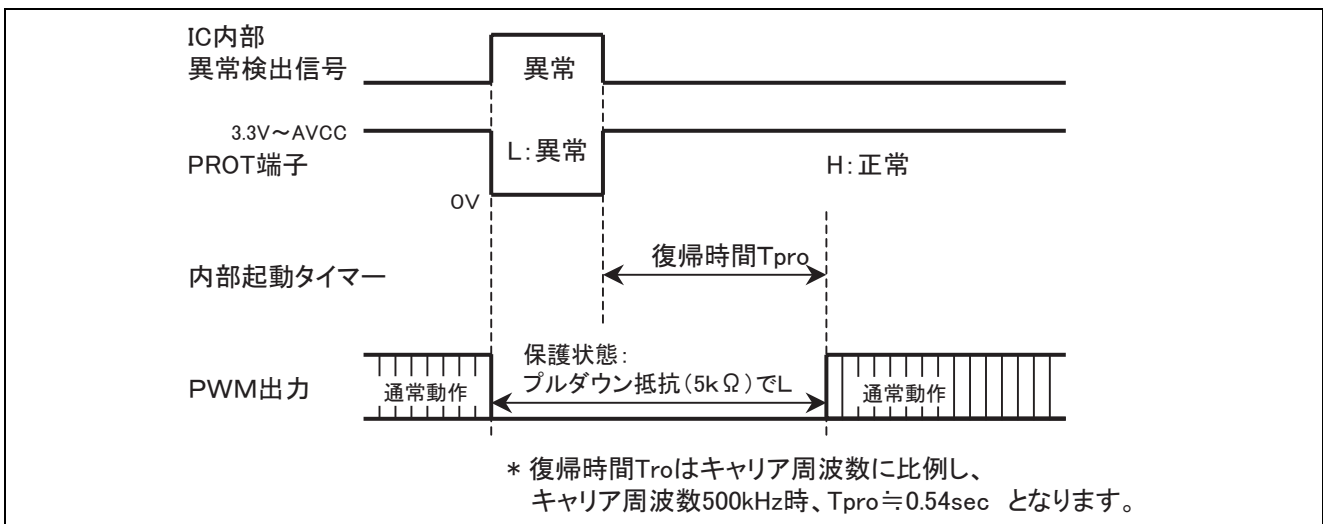 IC内部
異常検出信号
異常
3.3V～AVCC
PROT端子
L:異常
H:正常
0V
内部起動タイマー
復帰時間Tpro
PWM出力
通常動作
保護状態:
プルダウン抵抗(5kΩ)でL
通常動作
* 復帰時間Troはキャリア周波数に比例し、
キャリア周波数500kHz時、Tpro≒0.54sec となります。